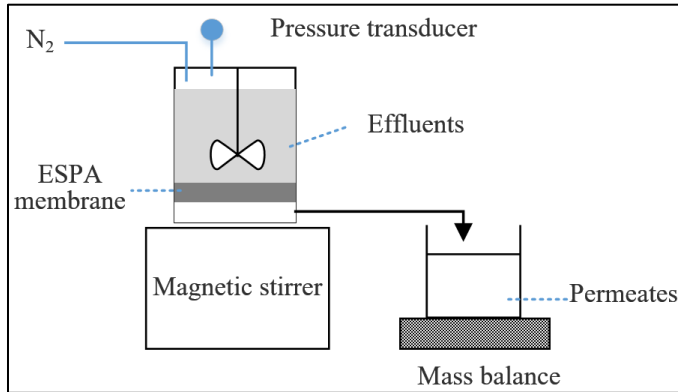 Pressure transducer
N₂
Effluents
ESPA
membrane
Magnetic stirrer
Permeates
Mass balance